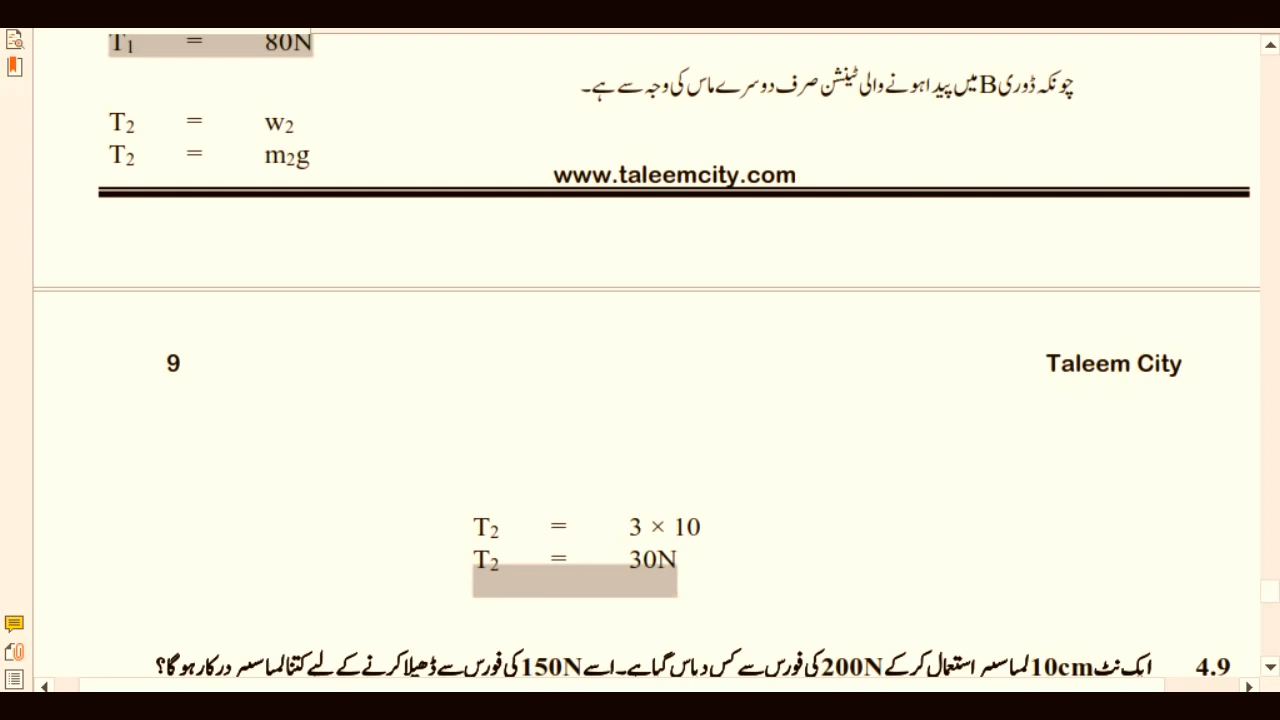 T1 = 80N
چونکہ ڈوری B میں پیدا ہونے والی ٹینشن صرف دوسرے ماس کی وجہ سے ہے۔
T2 = w2
T2 = m2g
www.taleemcity.com
9 Taleem City
T2 = 3 × 10
T2 = 30N
4.9 ایک نٹ 10cm لمبا سپینر استعمال کر کے 200N کی فورس سے کس دیا گیا ہے۔ اسے 150N کی فورس سے ڈھیلا کرنے کے لیے کتنا لمبا سپینر درکار ہو گا؟